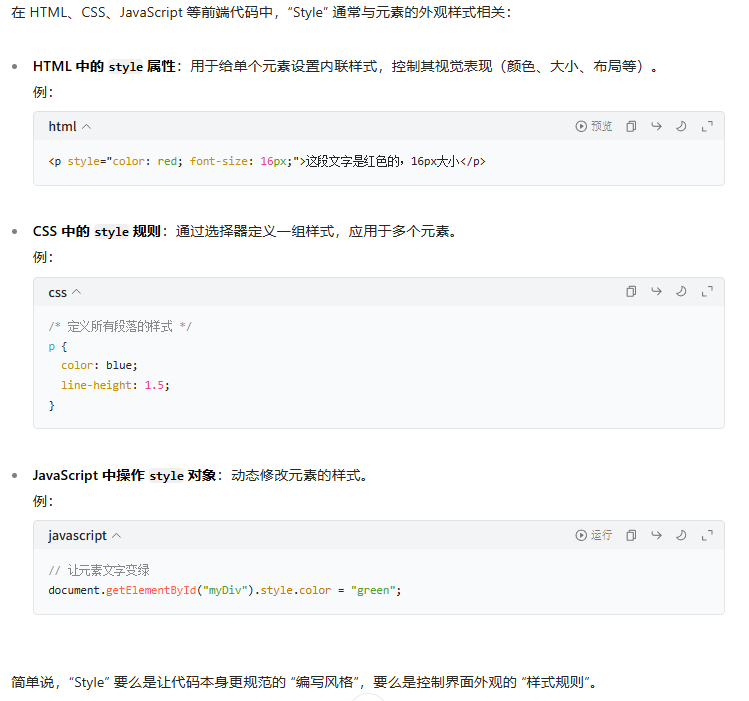 在 HTML、CSS、JavaScript 等前端代码中，“Style” 通常与元素的外观样式相关：
HTML 中的 style 属性：用于给单个元素设置内联样式，控制其视觉表现（颜色、大小、布局等）。
例：
html 预览
<p style="color: red; font-size: 16px;">这段文字是红色的，16px大小</p>
CSS 中的 style 规则：通过选择器定义一组样式，应用于多个元素。
例：
css
/* 定义所有段落的样式 */
p {
  color: blue;
  line-height: 1.5;
}
JavaScript 中操作 style 对象：动态修改元素的样式。
例：
javascript 运行
// 让元素文字变绿
document.getElementById("myDiv").style.color = "green";
简单说，“Style” 要么是让代码本身更规范的 “编写风格”，要么是控制界面外观的 “样式规则”。